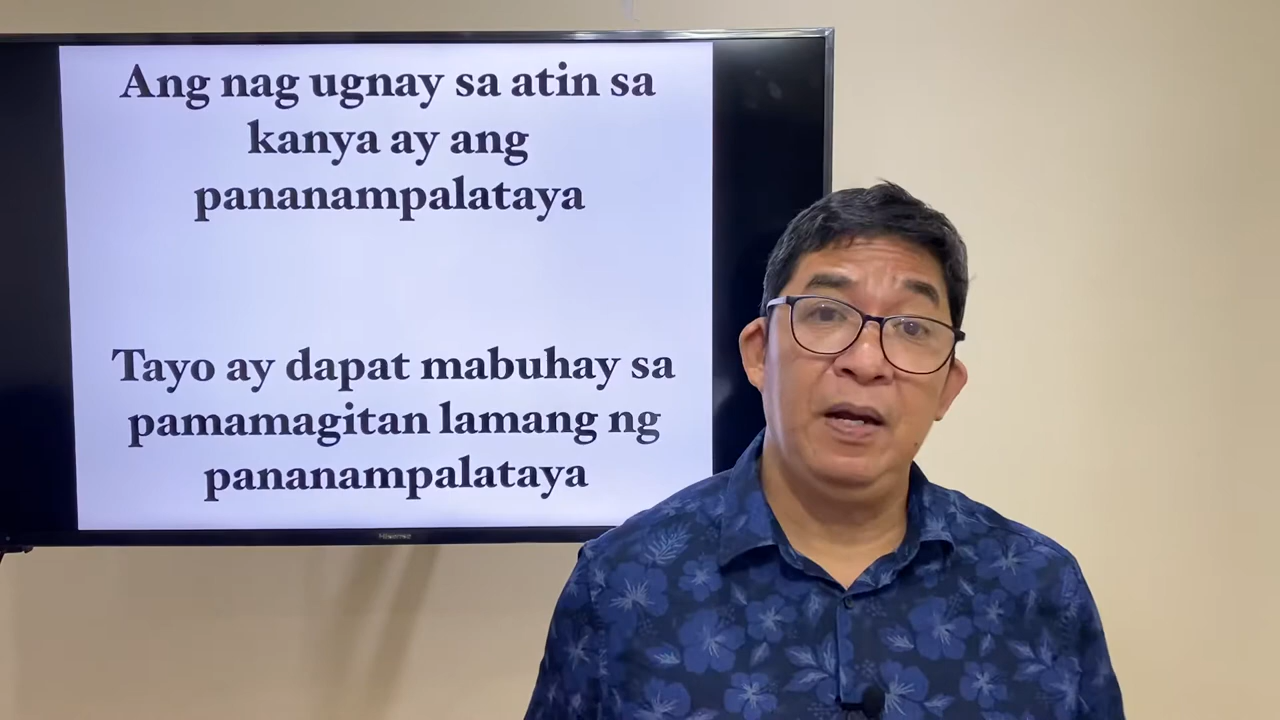 Ang nag ugnay sa atin sa
kanya ay ang
pananampalataya
Tayo ay dapat mabuhay sa
pamamagitan lamang ng
pananampalataya
Hisense